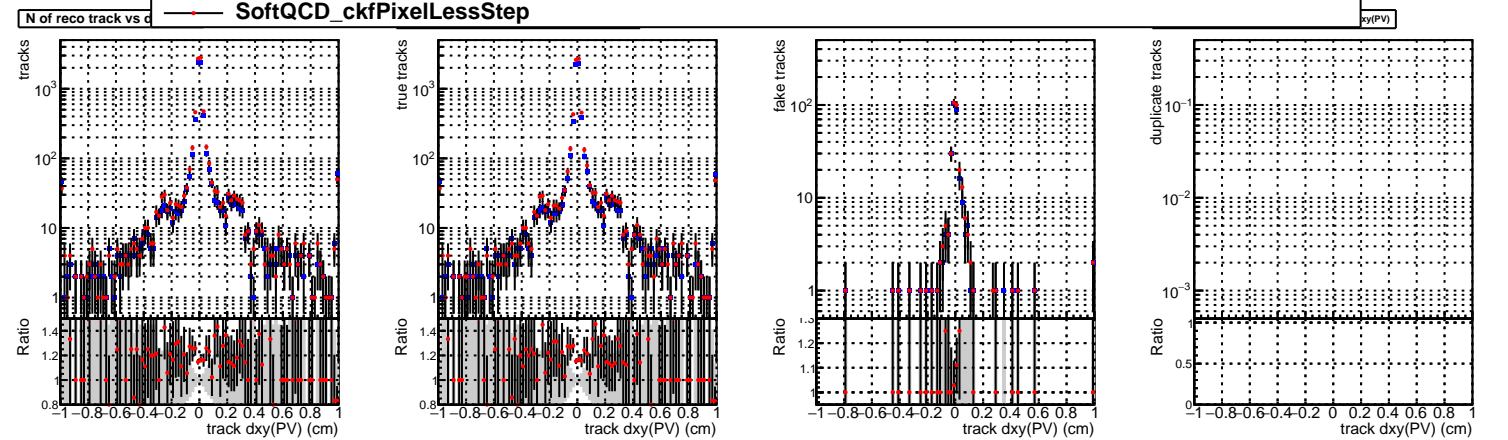 SoftQCD_ckfPixelLessStep
N of reco track vs d
xy(PV)
tracks
10³
10²
10
1
Ratio
1.4
1.2
1
0.8
−1 −0.8 −0.6 −0.4 −0.2 0 0.2 0.4 0.6 0.8 1
track dxy(PV) (cm)
true tracks
10³
10²
10
1
Ratio
1.4
1.2
1
0.8
−1 −0.8 −0.6 −0.4 −0.2 0 0.2 0.4 0.6 0.8 1
track dxy(PV) (cm)
fake tracks
10²
10
1
Ratio
1.3
1.2
1.1
1
−1 −0.8 −0.6 −0.4 −0.2 0 0.2 0.4 0.6 0.8 1
track dxy(PV) (cm)
duplicate tracks
10⁻¹
10⁻²
10⁻³
Ratio
1
0.5
0
−1 −0.8 −0.6 −0.4 −0.2 0 0.2 0.4 0.6 0.8 1
track dxy(PV) (cm)